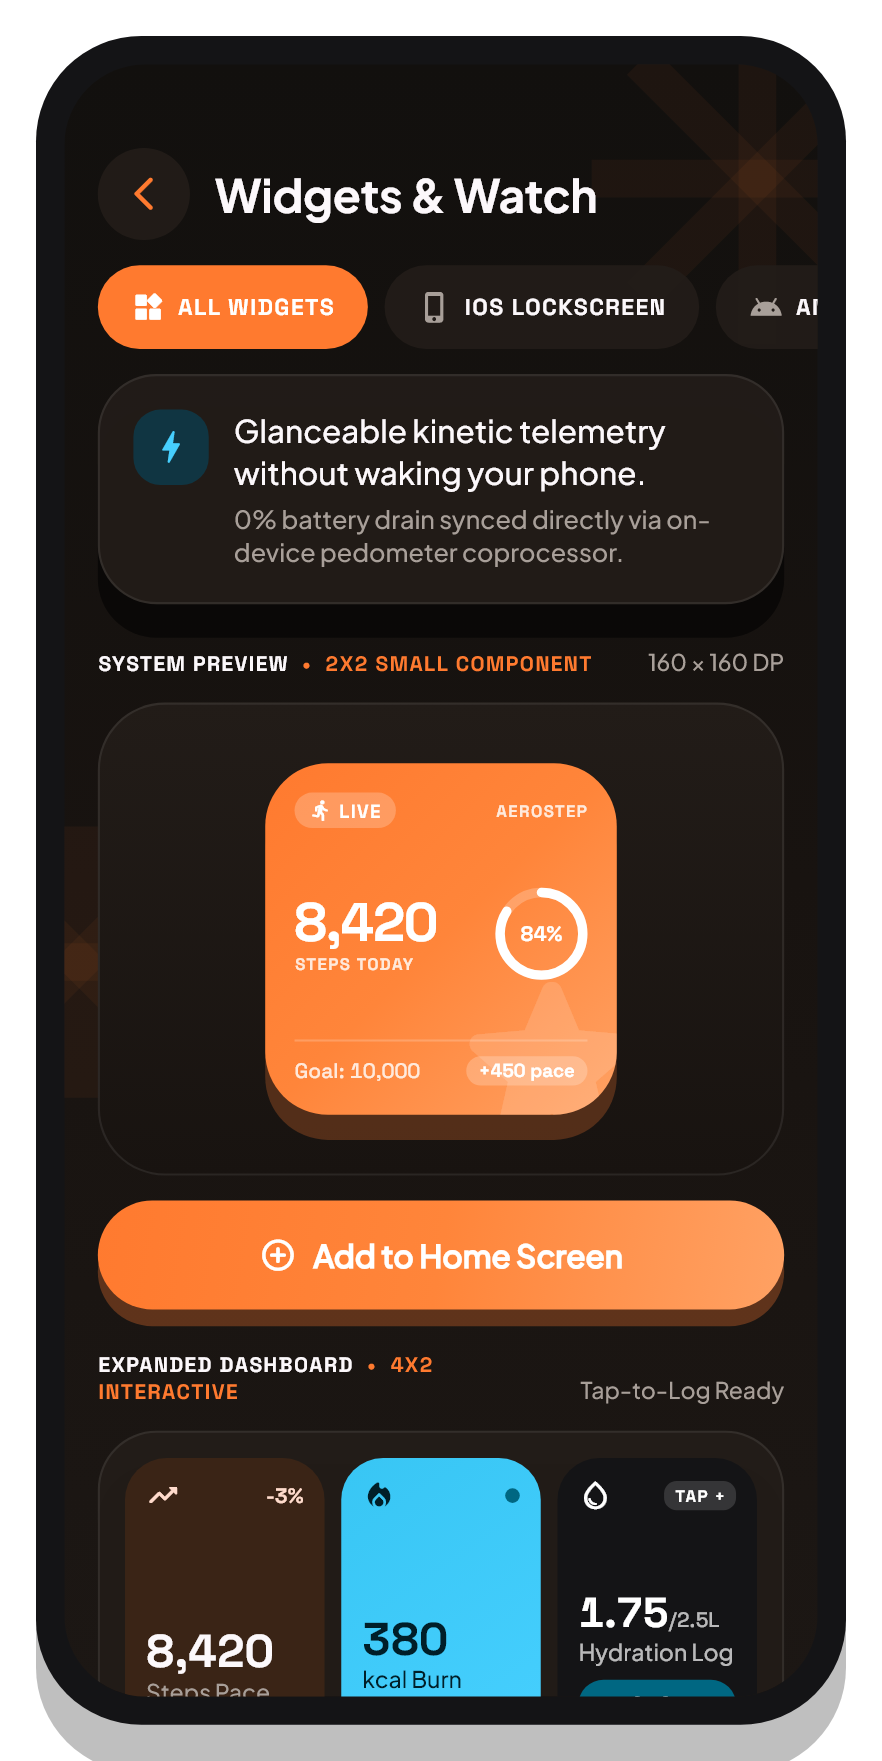 Widgets & Watch
ALL WIDGETS
IOS LOCKSCREEN
Glanceable kinetic telemetry
without waking your phone.
0% battery drain synced directly via on-
device pedometer coprocessor.
SYSTEM PREVIEW • 2X2 SMALL COMPONENT
160 × 160 DP
LIVE
AEROSTEP
8,420
84%
STEPS TODAY
Goal: 10,000
+450 pace
Add to Home Screen
EXPANDED DASHBOARD • 4X2
INTERACTIVE
Tap-to-Log Ready
-3%
TAP +
8,420
Steps Pace
380
kcal Burn
1.75/2.5L
Hydration Log